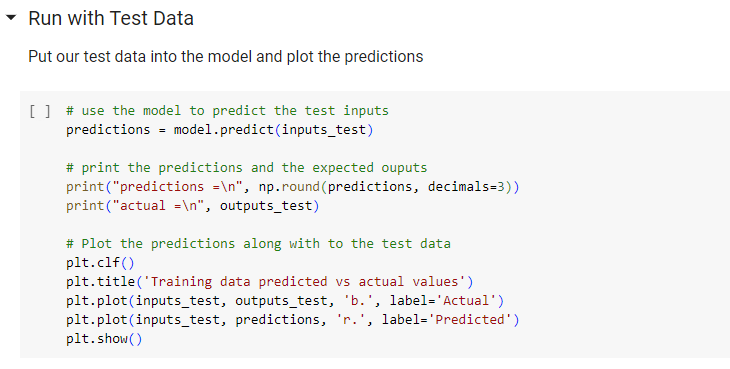 Run with Test Data
Put our test data into the model and plot the predictions
[ ] # use the model to predict the test inputs
predictions = model.predict(inputs_test)
# print the predictions and the expected ouputs
print("predictions =\n", np.round(predictions, decimals=3))
print("actual =\n", outputs_test)
# Plot the predictions along with to the test data
plt.clf()
plt.title('Training data predicted vs actual values')
plt.plot(inputs_test, outputs_test, 'b.', label='Actual')
plt.plot(inputs_test, predictions, 'r.', label='Predicted')
plt.show()